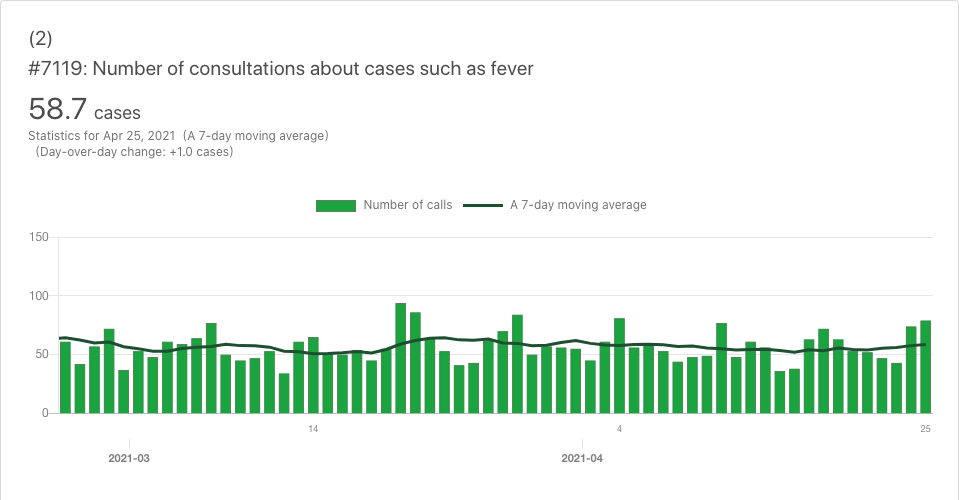 (2)
#7119: Number of consultations about cases such as fever
58.7 cases
Statistics for Apr 25, 2021 (A 7-day moving average)
(Day-over-day change: +1.0 cases)
Number of calls A 7-day moving average
150
100
50
0
14 4 25
2021-03 2021-04